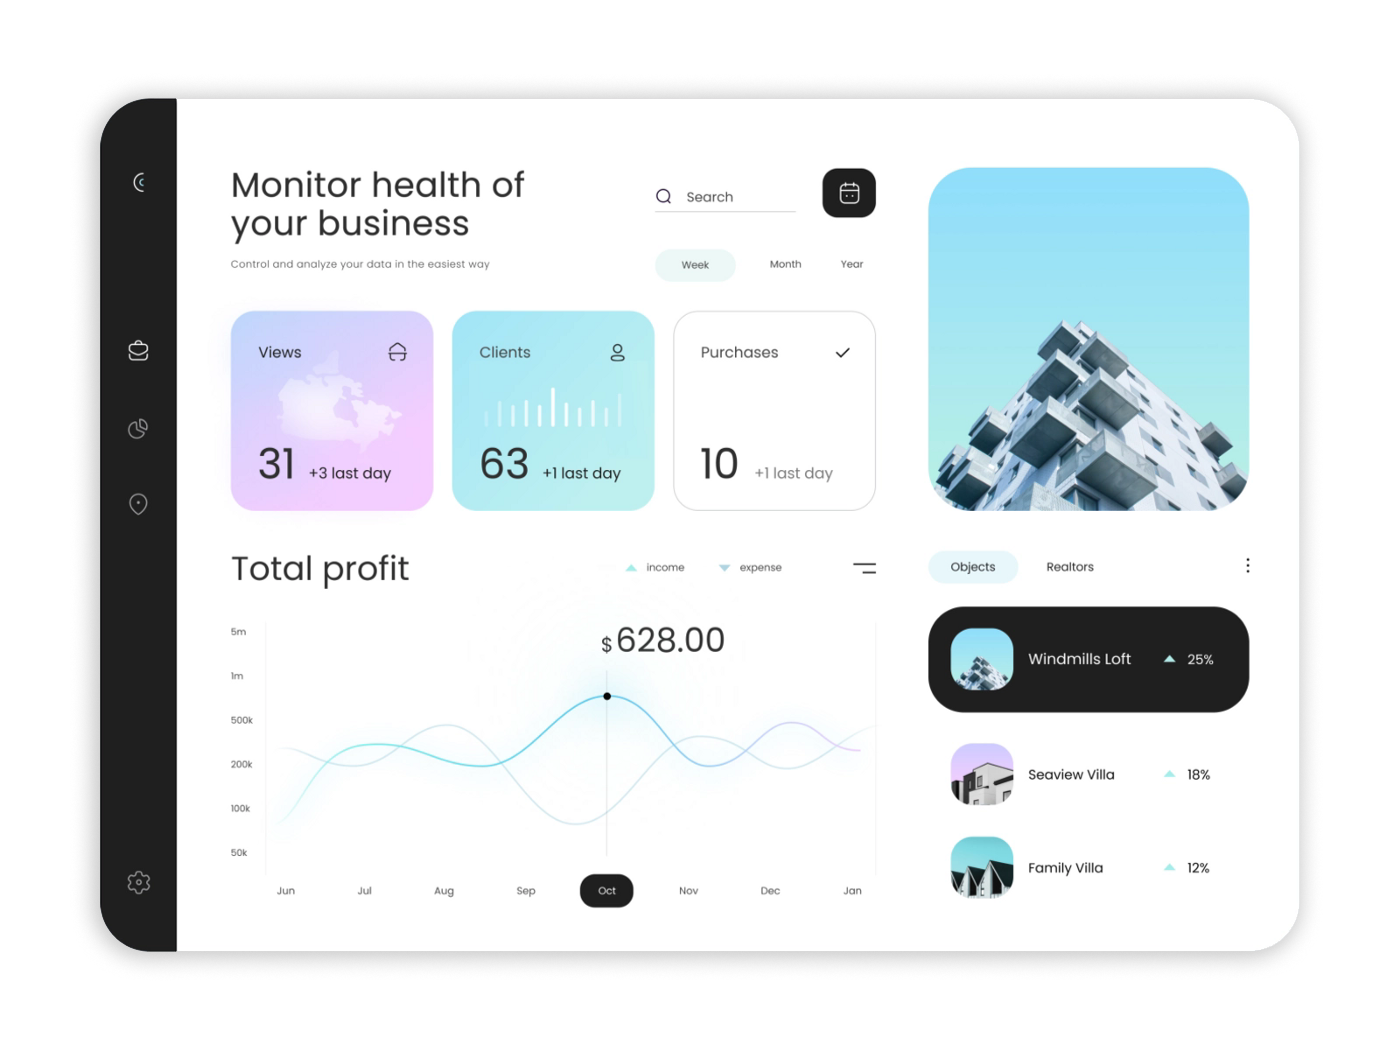 Monitor health of
your business
Control and analyze your data in the easiest way
Search
Week Month Year
Views
31 +3 last day
Clients
63 +1 last day
Purchases
10 +1 last day
Total profit
income expense
$628.00
5m
1m
500k
200k
100k
50k
Jun Jul Aug Sep Oct Nov Dec Jan
Objects Realtors
Windmills Loft 25%
Seaview Villa 18%
Family Villa 12%